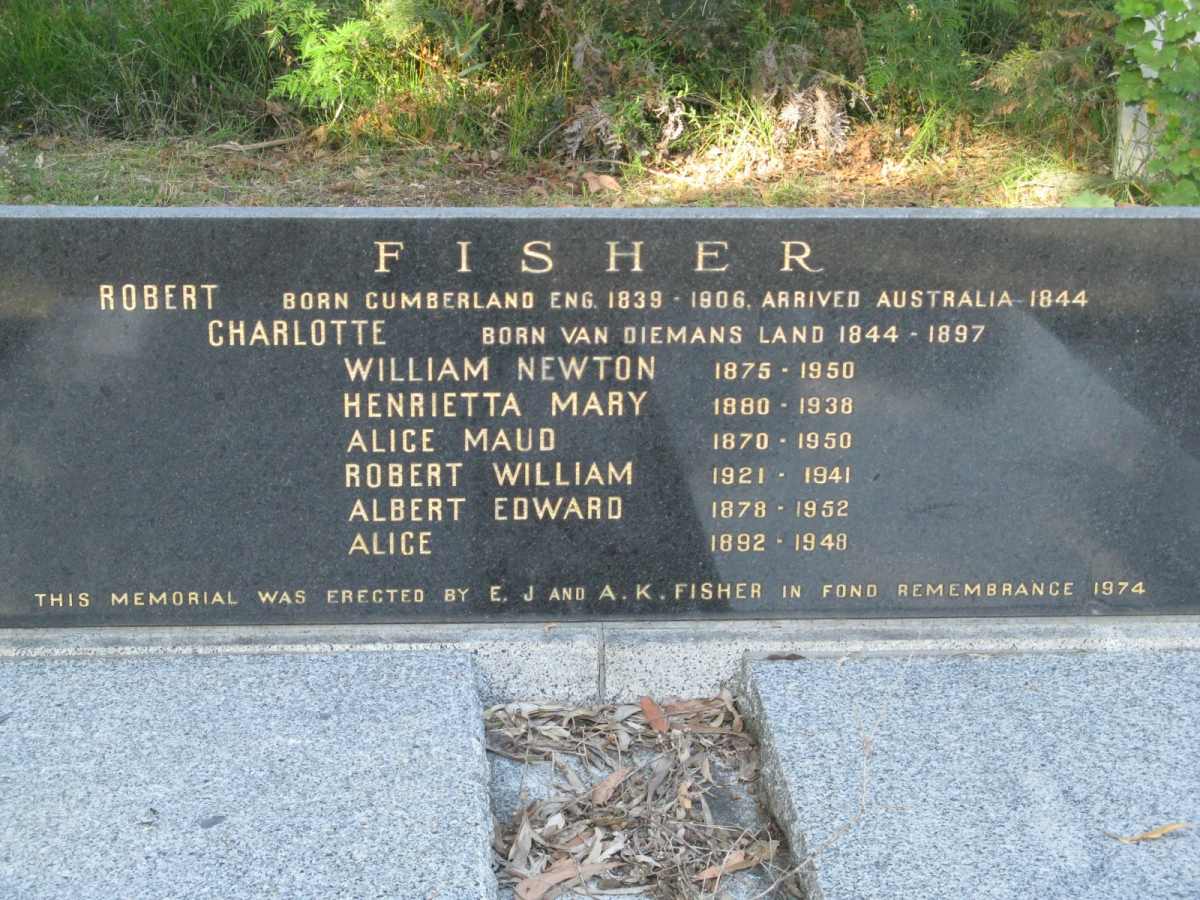 FISHER
ROBERT BORN CUMBERLAND ENG. 1839 - 1906. ARRIVED AUSTRALIA 1844
CHARLOTTE BORN VAN DIEMANS LAND 1844 - 1897
WILLIAM NEWTON 1875 - 1950
HENRIETTA MARY 1880 - 1938
ALICE MAUD 1870 - 1950
ROBERT WILLIAM 1921 - 1941
ALBERT EDWARD 1878 - 1952
ALICE 1892 - 1948
THIS MEMORIAL WAS ERECTED BY E. J AND A. K. FISHER IN FOND REMEMBRANCE 1974